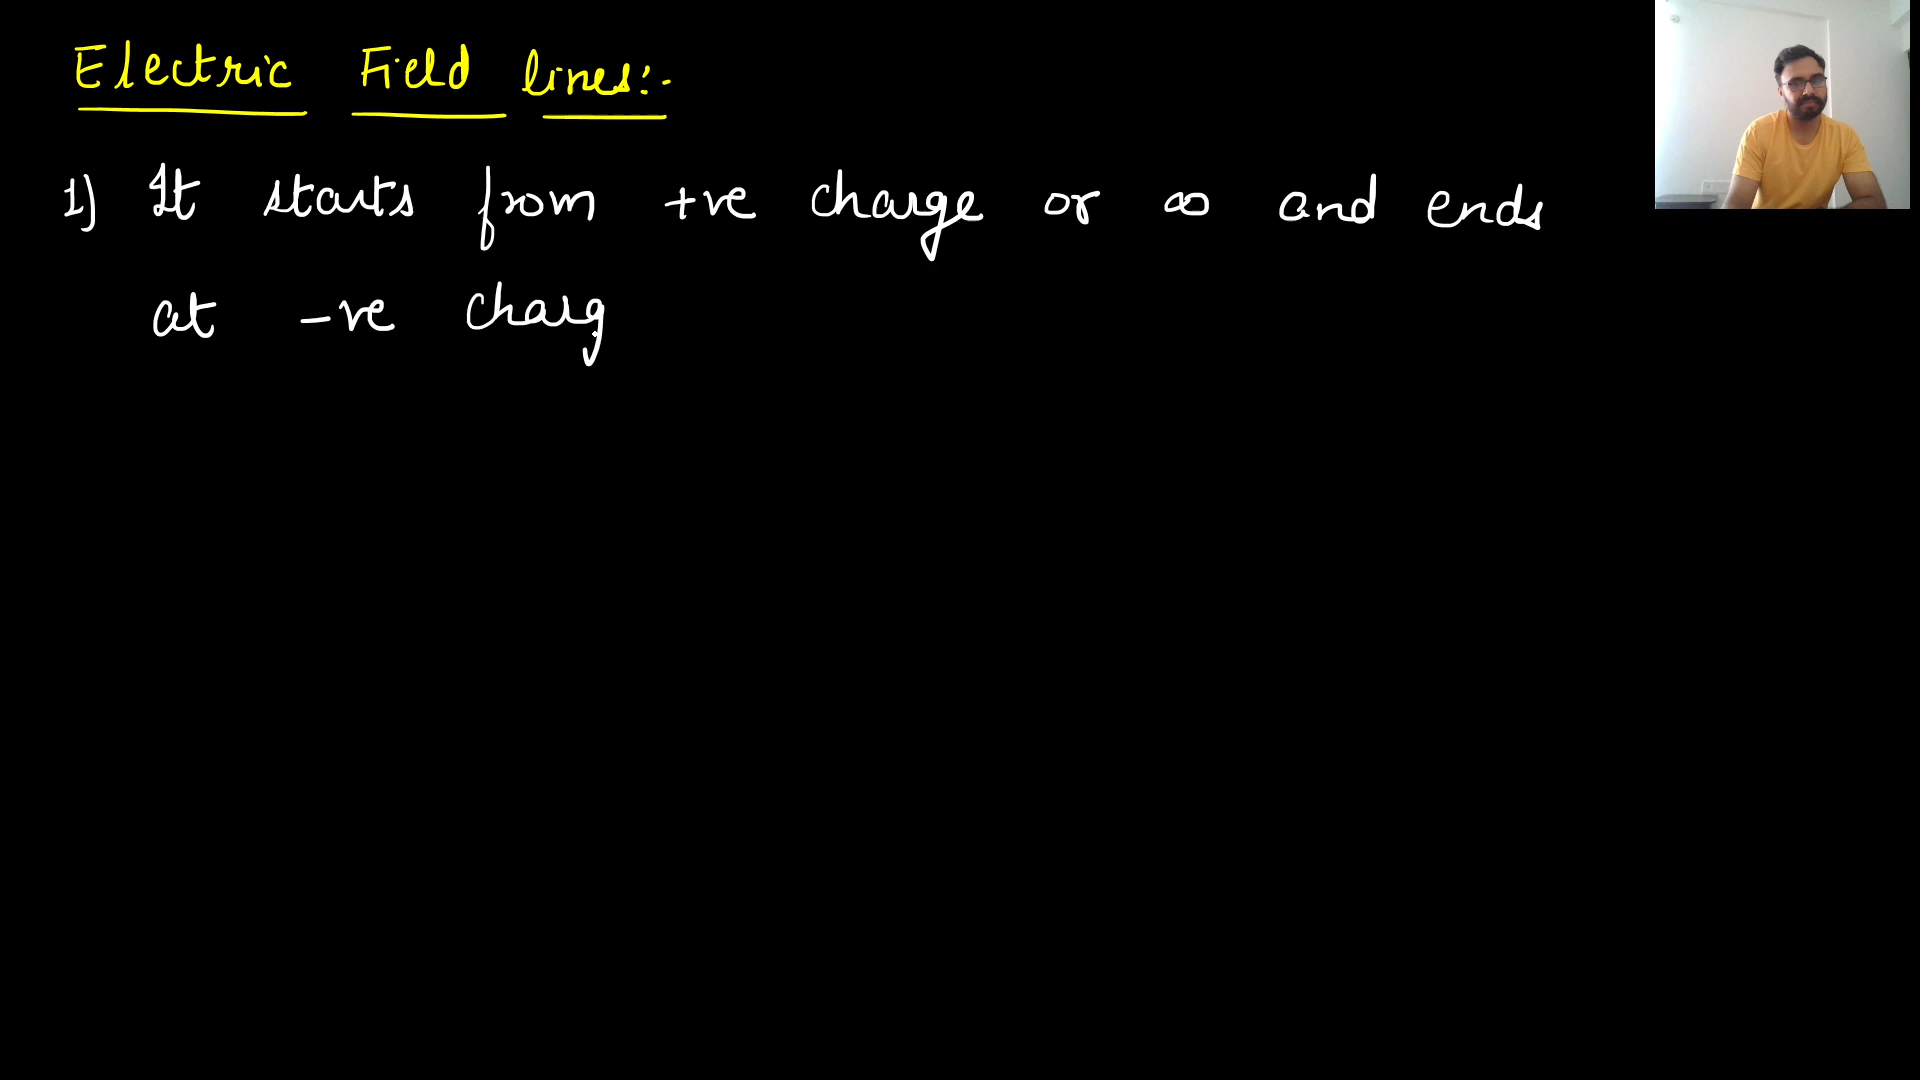 Electric Field lines:-
1) It starts from +ve charge or ∞ and ends
at -ve charg